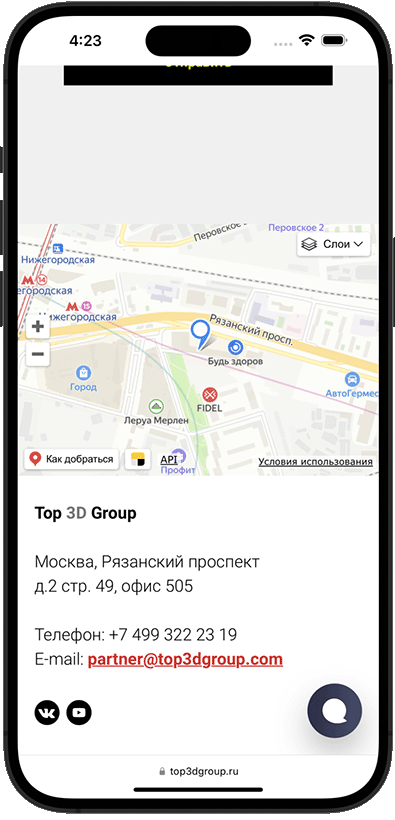 4:23
Перовское 2
Перовское
Слои
Нижегородская
14
15
Рязанский просп.
Будь здоров
Город
АвтоГермес
FIDEL
Леруа Мерлен
Как добраться
API
Профит
Условия использования
Top 3D Group
Москва, Рязанский проспект
д.2 стр. 49, офис 505
Телефон: +7 499 322 23 19
E-mail: partner@top3dgroup.com
top3dgroup.ru